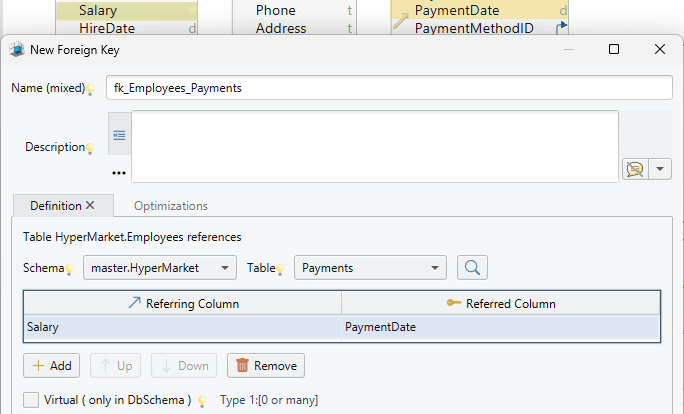 Salary
Phone t
PaymentDate d
HireDate d
Address t
PaymentMethodID
New Foreign Key
Name (mixed) fk_Employees_Payments
Description
...
Definition
Optimizations
Table HyperMarket.Employees references
Schema master.HyperMarket Table Payments
Referring Column Referred Column
Salary PaymentDate
+ Add Up Down Remove
Virtual ( only in DbSchema ) Type 1:[0 or many]